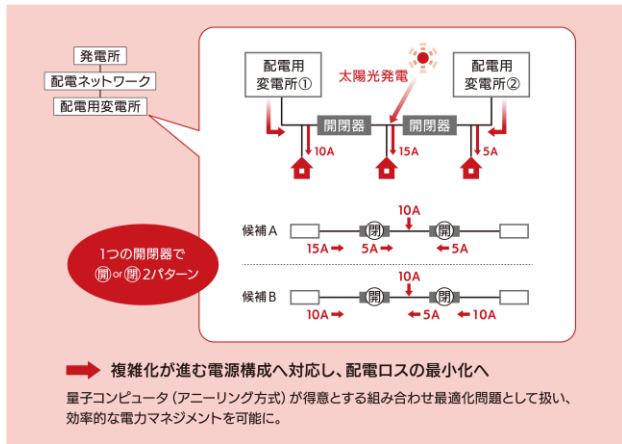 発電所
配電ネットワーク
配電用変電所
配電用
変電所①
太陽光発電
配電用
変電所②
開閉器
開閉器
10A
15A
5A
1つの開閉器で
開or閉2パターン
候補A
10A
閉
開
15A
5A
5A
候補B
10A
開
閉
10A
5A
10A
複雑化が進む電源構成へ対応し、配電ロスの最小化へ
量子コンピュータ（アニーリング方式）が得意とする組み合わせ最適化問題として扱い、
効率的な電力マネジメントを可能に。